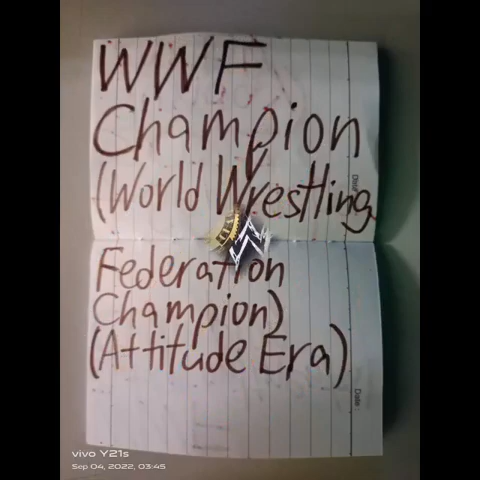 WWF
Champion
(World Wrestling
Federation
Champion)
(Attitude Era)
Date
vivo Y21s
Sep 04, 2022, 03:45